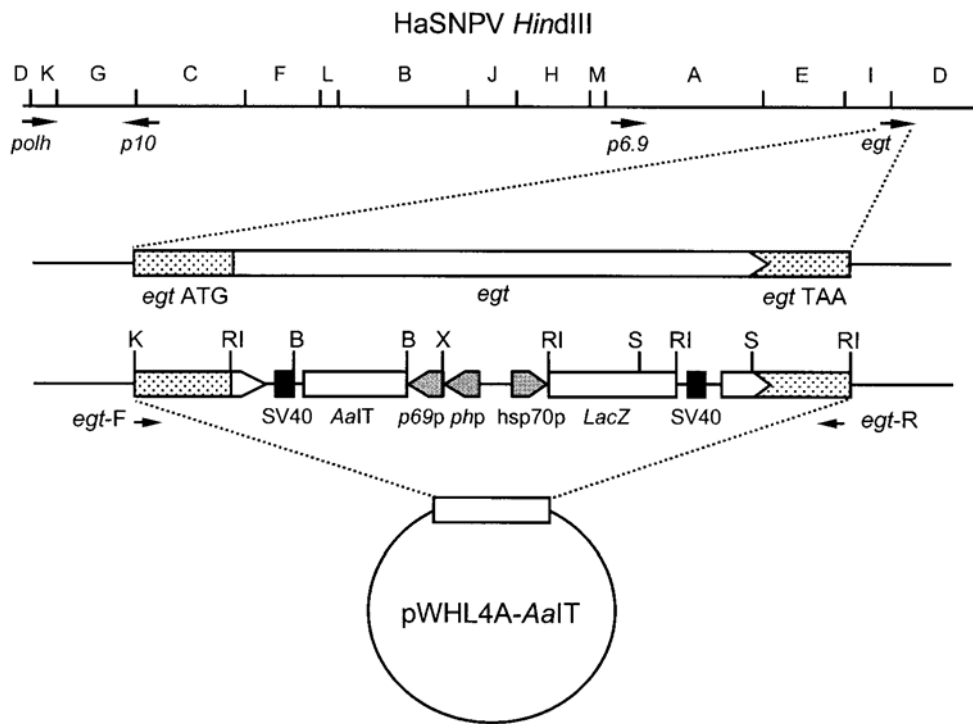 HaSNPV HindIII
D K G C F L B J H M A E I D
polh p10 p6.9 egt
egt ATG egt egt TAA
K RI B B X RI S RI S RI
SV40 AaIT p69p php hsp70p LacZ SV40
egt-F egt-R
pWHL4A-AaIT